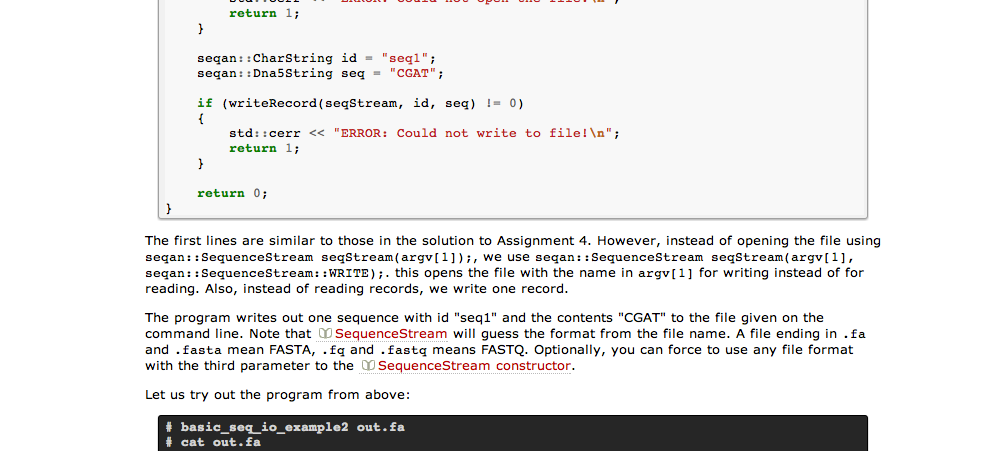 return 1;
}
seqan::CharString id = "seq1";
seqan::Dna5String seq = "CGAT";
if (writeRecord(seqStream, id, seq) != 0)
{
std::cerr << "ERROR: Could not write to file!\n";
return 1;
}
return 0;
}
The first lines are similar to those in the solution to Assignment 4. However, instead of opening the file using
seqan::SequenceStream seqStream(argv[1]);, we use seqan::SequenceStream seqStream(argv[1],
seqan::SequenceStream::WRITE);. this opens the file with the name in argv[1] for writing instead of for
reading. Also, instead of reading records, we write one record.
The program writes out one sequence with id "seq1" and the contents "CGAT" to the file given on the
command line. Note that SequenceStream will guess the format from the file name. A file ending in .fa
and .fasta mean FASTA, .fq and .fastq means FASTQ. Optionally, you can force to use any file format
with the third parameter to the SequenceStream constructor.
Let us try out the program from above:
# basic_seq_io_example2 out.fa
# cat out.fa